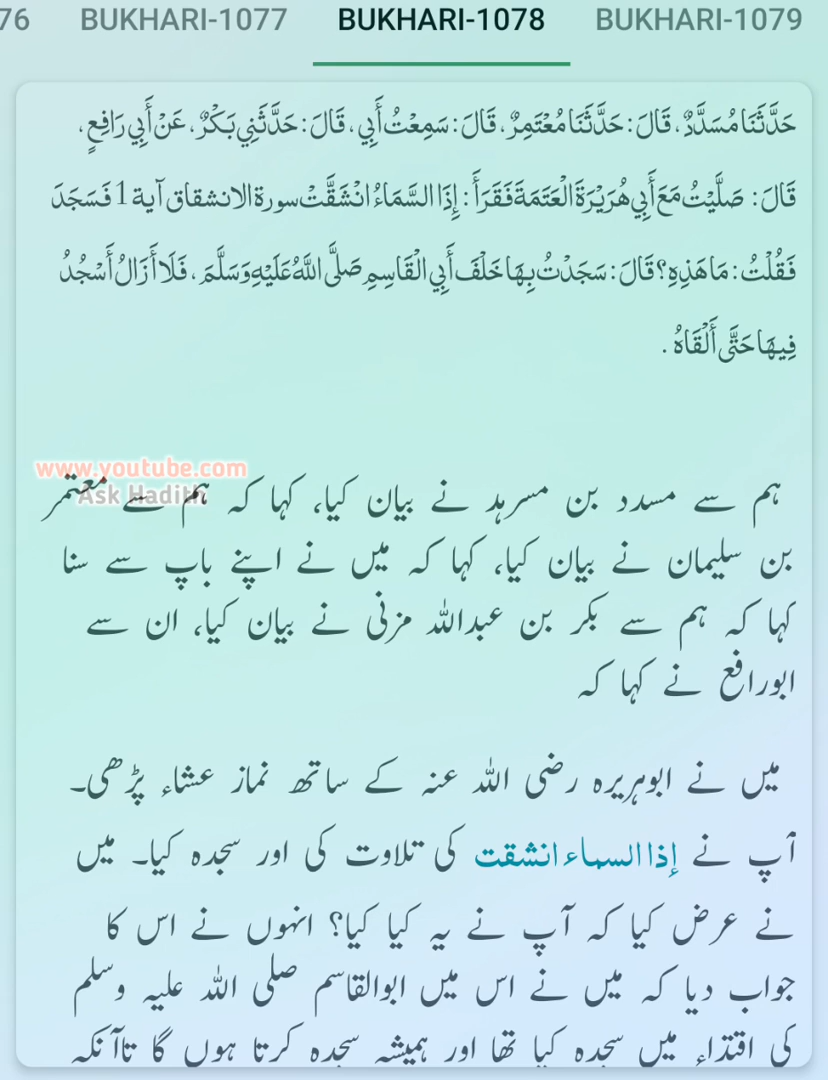 76 BUKHARI-1077 BUKHARI-1078 BUKHARI-1079
حَدَّثَنَا مُسَدَّدٌ، قَالَ: حَدَّثَنَا مُعْتَمِرٌ، قَالَ: سَمِعْتُ أَبِي، قَالَ: حَدَّثَنِي بَكْرٌ، عَنْ أَبِي رَافِعٍ،
قَالَ: صَلَّيْتُ مَعَ أَبِي هُرَيْرَةَ الْعَتَمَةَ فَقَرَأَ: إِذَا السَّمَاءُ انْشَقَّتْ سورة الانشقاق آية 1 فَسَجَدَ
فَقُلْتُ: مَا هَذِهِ؟ قَالَ: سَجَدْتُ بِهَا خَلْفَ أَبِي الْقَاسِمِ صَلَّى اللَّهُ عَلَيْهِ وَسَلَّمَ، فَلَا أَزَالُ أَسْجُدُ
فِيهَا حَتَّى أَلْقَاهُ .
www.youtube.com
Ask Hadith
ہم سے مسدد بن مسرہد نے بیان کیا، کہا کہ ہم سے معتمر
بن سلیمان نے بیان کیا، کہا کہ میں نے اپنے باپ سے سنا
کہا کہ ہم سے بکر بن عبداللہ مزنی نے بیان کیا، ان سے
ابورافع نے کہا کہ
میں نے ابوہریرہ رضی اللہ عنہ کے ساتھ نماز عشاء پڑھی۔
آپ نے إذا السماء انشقت کی تلاوت کی اور سجدہ کیا۔ میں
نے عرض کیا کہ آپ نے یہ کیا کیا؟ انہوں نے اس کا
جواب دیا کہ میں نے اس میں ابوالقاسم صلی اللہ علیہ وسلم
کی اقتداء میں سجدہ کیا تھا اور ہمیشہ سجدہ کرتا ہوں گا تاآنکہ